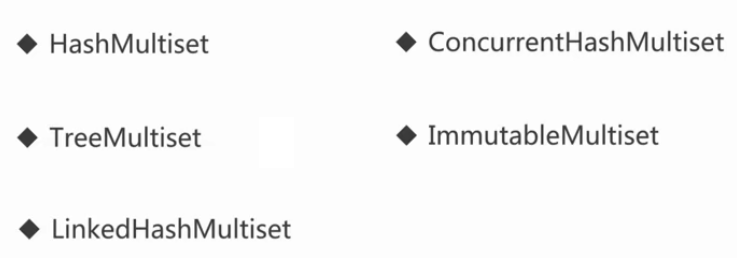 ◆ HashMultiset
◆ ConcurrentHashMultiset
◆ TreeMultiset
◆ ImmutableMultiset
◆ LinkedHashMultiset